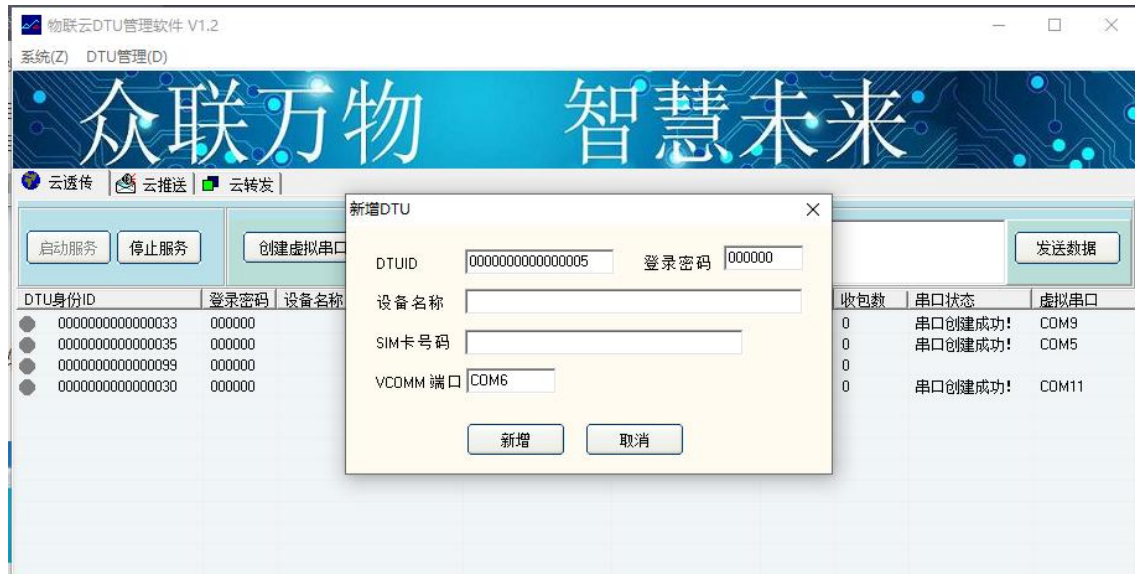 物联云DTU管理软件 V1.2
系统(Z) DTU管理(D)
众联万物 智慧未来
云透传 云推送 云转发
新增DTU
启动服务 停止服务 创建虚拟串口 发送数据
DTUID 0000000000000005 登录密码 000000
设备名称
SIM卡号码
VCOMM 端口 COM6
新增 取消
DTU身份ID 登录密码 设备名称 收包数 串口状态 虚拟串口
0000000000000033 000000 0 串口创建成功! COM9
0000000000000035 000000 0 串口创建成功! COM5
0000000000000099 000000 0
0000000000000030 000000 0 串口创建成功! COM11